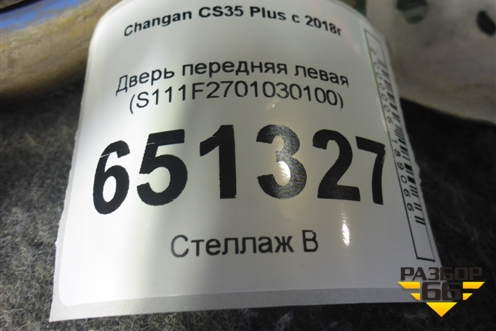 Changan CS35 Plus с 2018г
Дверь передняя левая
(S111F2701030100)
651327
Стеллаж В
РАЗБОР
66